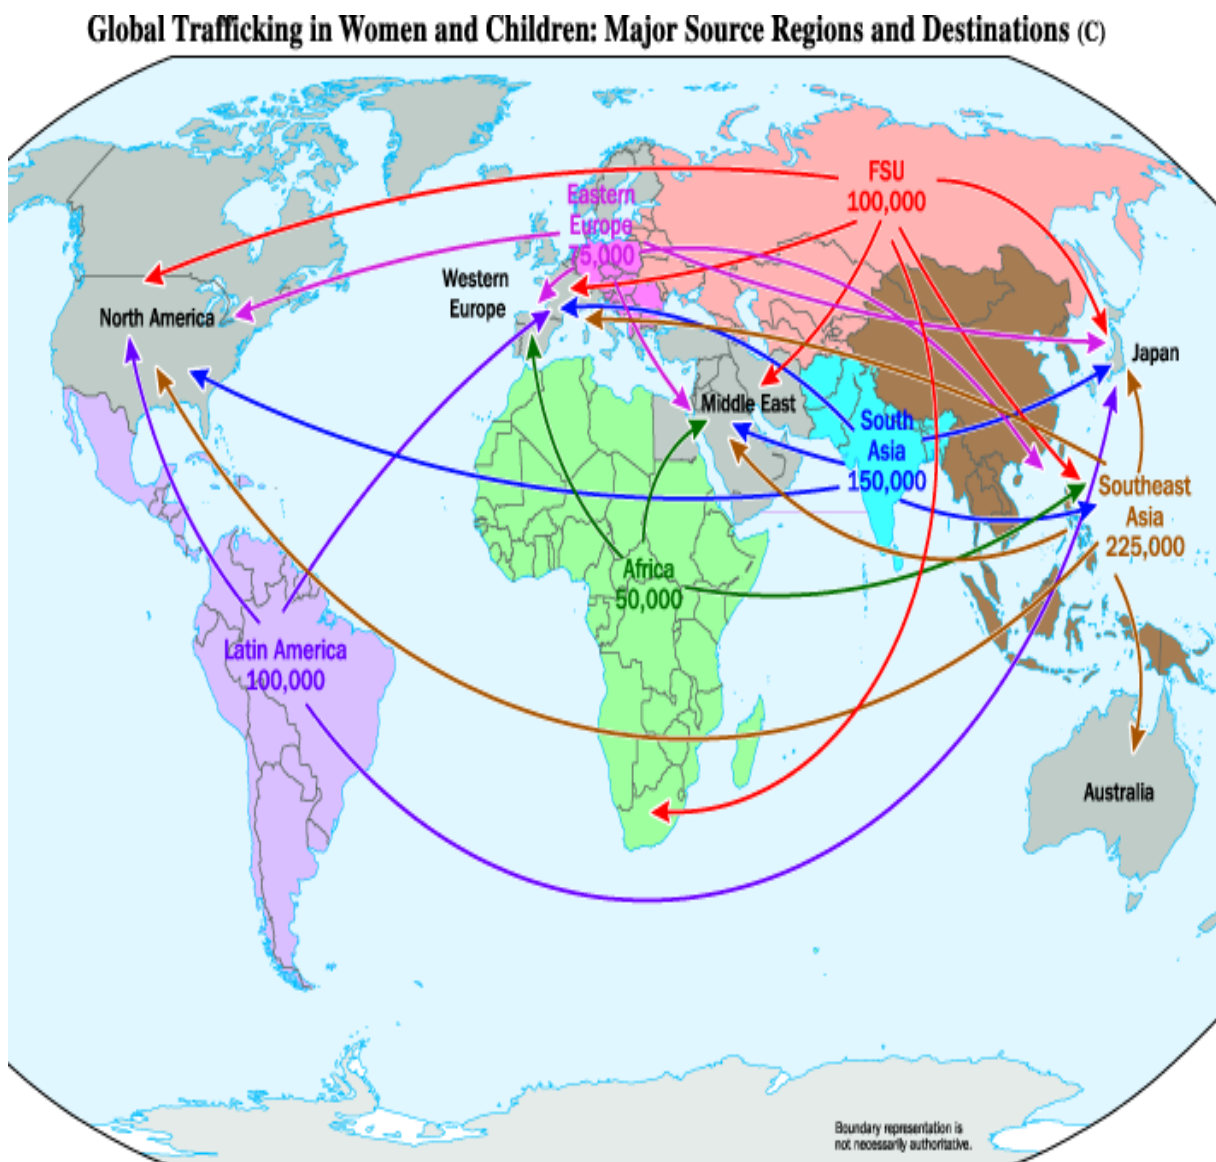 Global Trafficking in Women and Children: Major Source Regions and Destinations (C)
FSU
100,000
Eastern
Europe
75,000
Western
Europe
North America
Japan
Middle East
South
Asia
150,000
Southeast
Asia
225,000
Africa
50,000
Latin America
100,000
Australia
Boundary representation is
not necessarily authoritative.